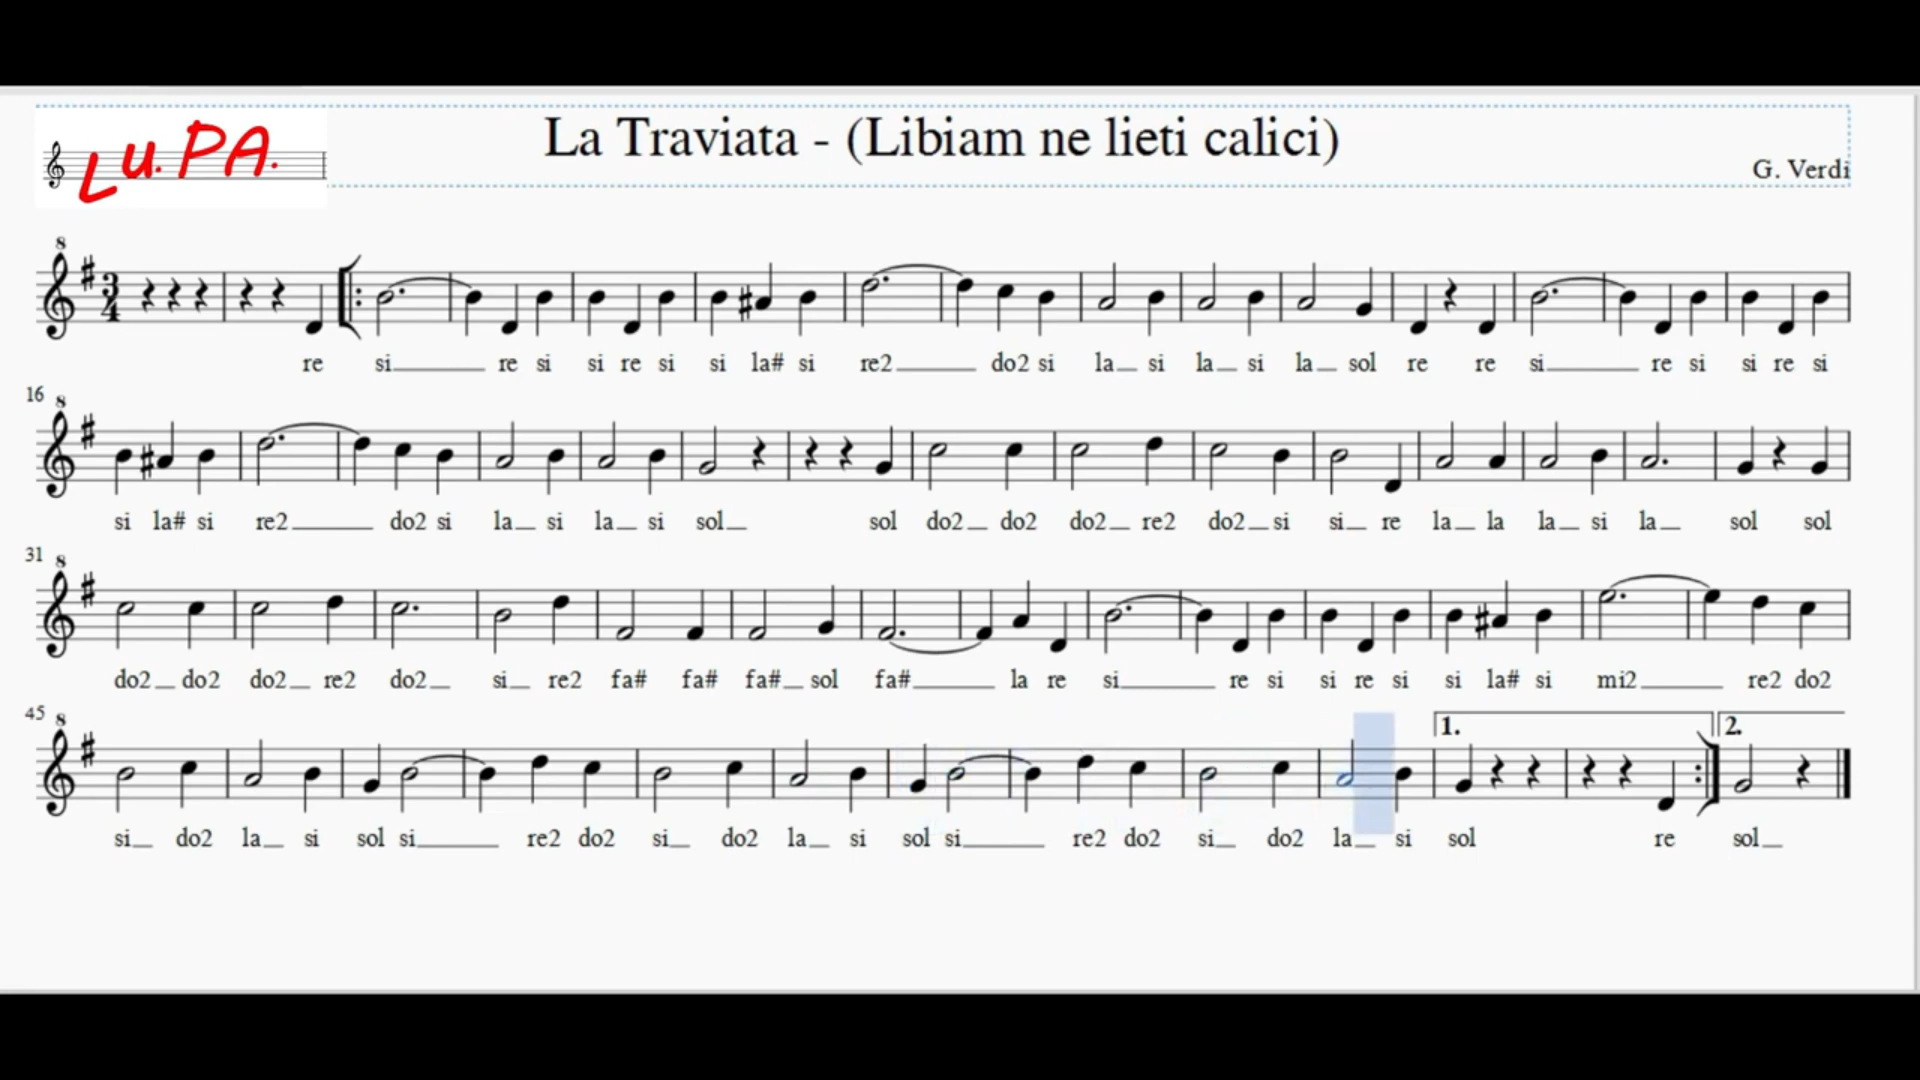 Lu.PA.
La Traviata - (Libiam ne lieti calici)
G. Verdi
8
3
4
re si re si si re si si la# si re2 do2 si la si la si la sol re re si re si si re si
16
8
si la# si re2 do2 si la si la si sol sol do2 do2 do2 re2 do2 si si re la la la si la sol sol
31
8
do2 do2 do2 re2 do2 si re2 fa# fa# fa# sol fa# la re si re si si re si si la# si mi2 re2 do2
45
8
1. 2.
si do2 la si sol si re2 do2 si do2 la si sol si re2 do2 si do2 la si sol re sol